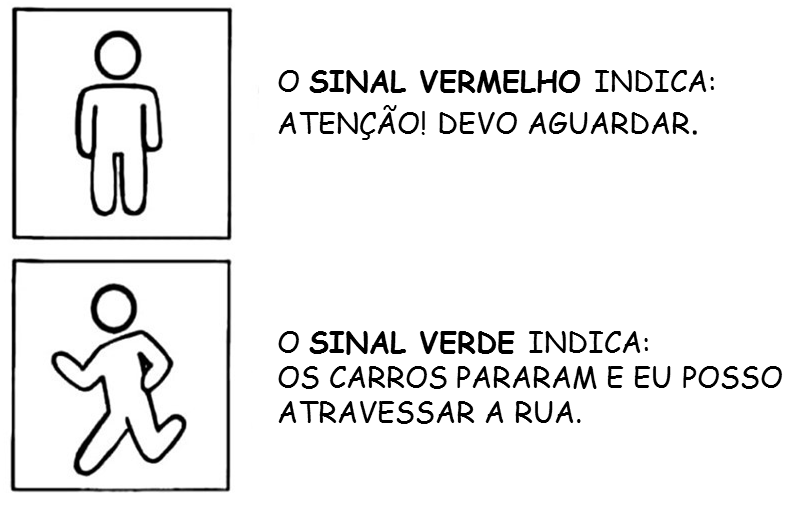 O SINAL VERMELHO INDICA:
ATENÇÃO! DEVO AGUARDAR.
O SINAL VERDE INDICA:
OS CARROS PARARAM E EU POSSO
ATRAVESSAR A RUA.